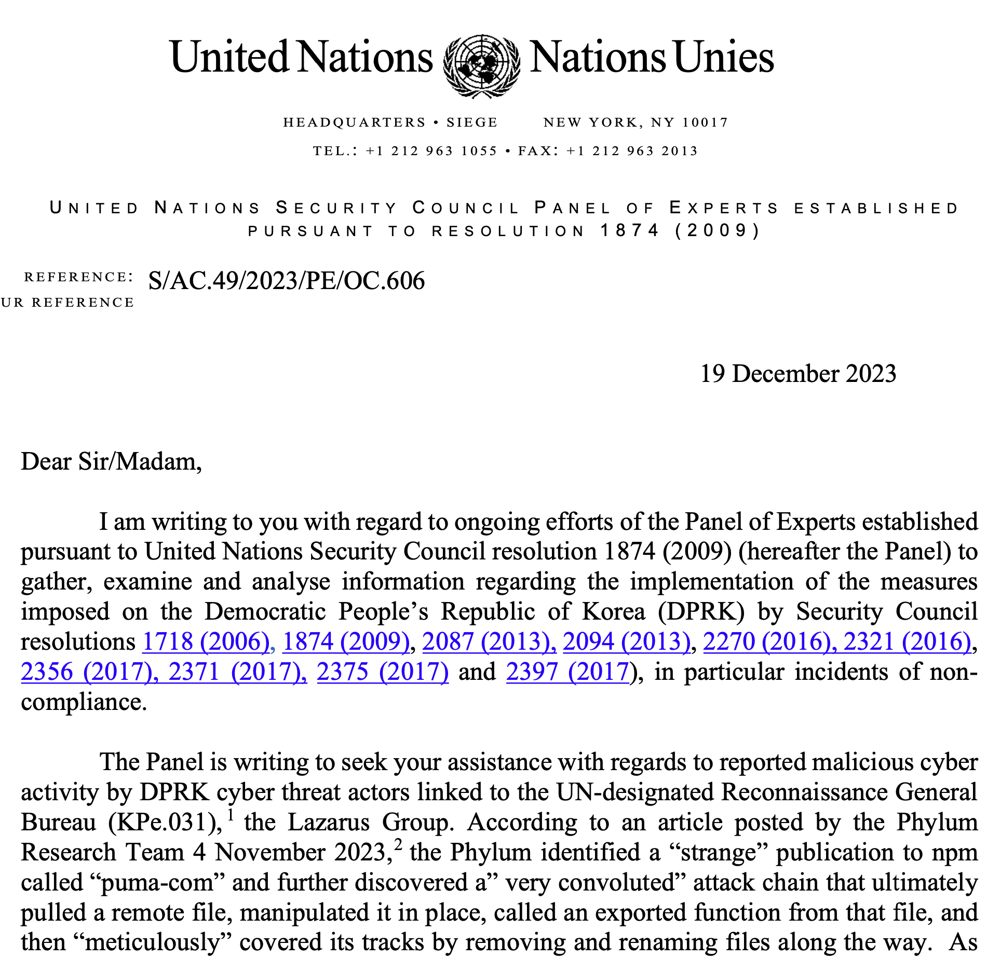 United Nations Nations Unies
HEADQUARTERS • SIEGE NEW YORK, NY 10017
TEL.: +1 212 963 1055 • FAX: +1 212 963 2013
UNITED NATIONS SECURITY COUNCIL PANEL OF EXPERTS ESTABLISHED
PURSUANT TO RESOLUTION 1874 (2009)
REFERENCE: S/AC.49/2023/PE/OC.606
UR REFERENCE
19 December 2023
Dear Sir/Madam,
I am writing to you with regard to ongoing efforts of the Panel of Experts established
pursuant to United Nations Security Council resolution 1874 (2009) (hereafter the Panel) to
gather, examine and analyse information regarding the implementation of the measures
imposed on the Democratic People’s Republic of Korea (DPRK) by Security Council
resolutions 1718 (2006), 1874 (2009), 2087 (2013), 2094 (2013), 2270 (2016), 2321 (2016),
2356 (2017), 2371 (2017), 2375 (2017) and 2397 (2017), in particular incidents of non-
compliance.
The Panel is writing to seek your assistance with regards to reported malicious cyber
activity by DPRK cyber threat actors linked to the UN-designated Reconnaissance General
Bureau (KPe.031), 1 the Lazarus Group. According to an article posted by the Phylum
Research Team 4 November 2023,2 the Phylum identified a “strange” publication to npm
called “puma-com” and further discovered a” very convoluted” attack chain that ultimately
pulled a remote file, manipulated it in place, called an exported function from that file, and
then “meticulously” covered its tracks by removing and renaming files along the way. As